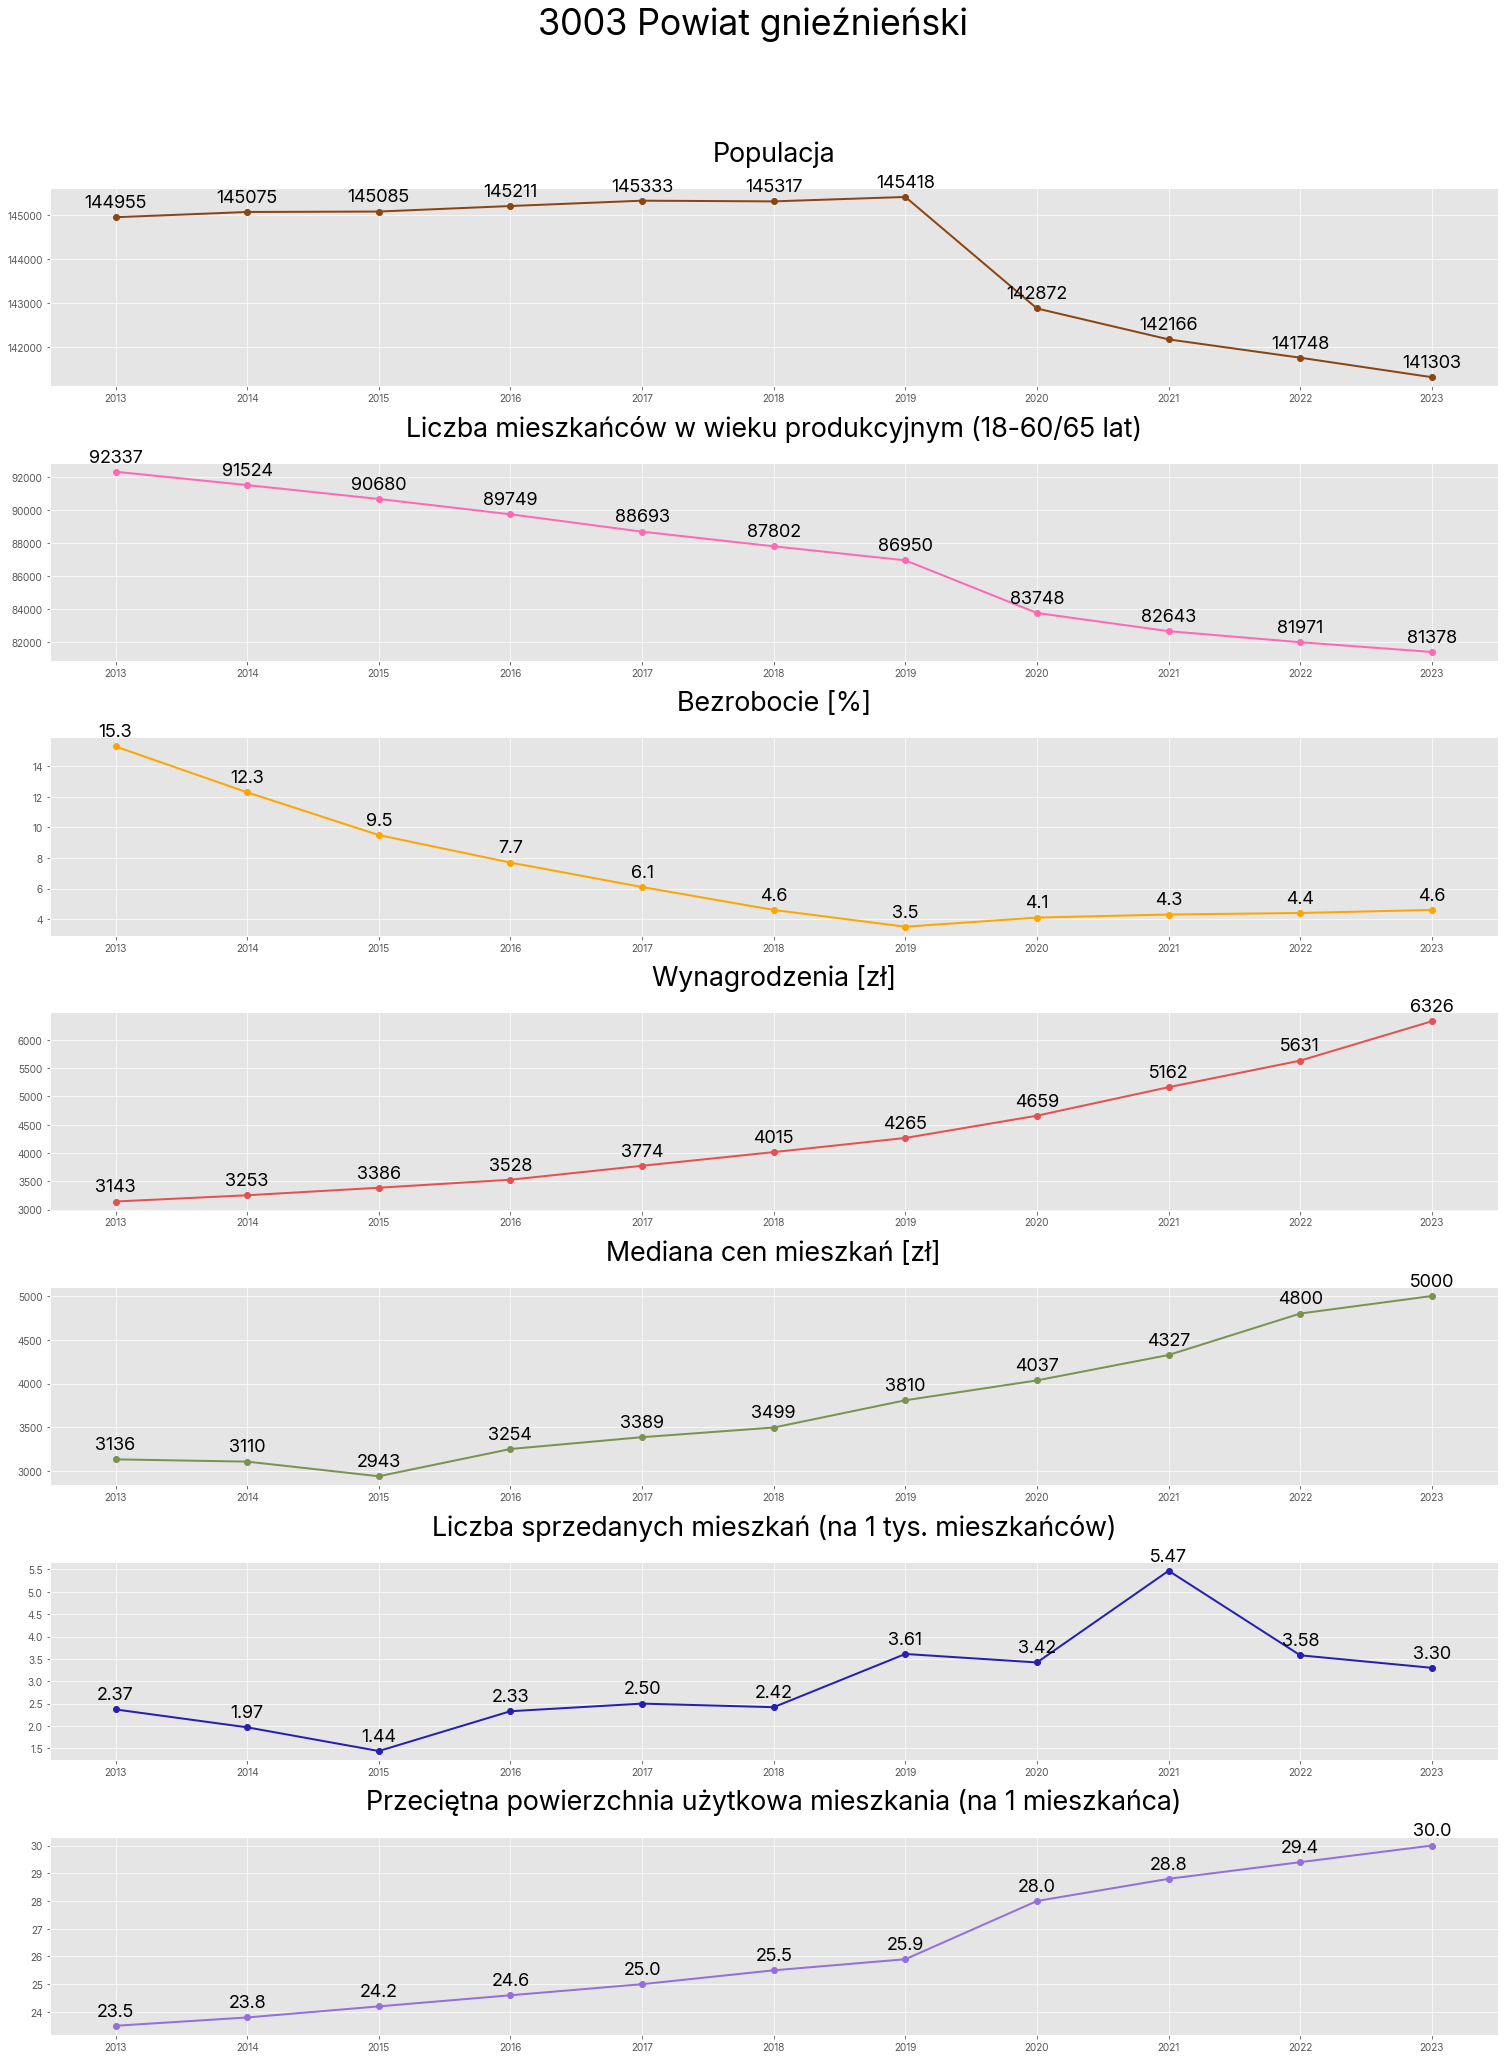 3003 Powiat gnieźnieński
Populacja
144955 145075 145085 145211 145333 145317 145418 142872 142166 141748 141303
145000
144000
143000
142000
2013 2014 2015 2016 2017 2018 2019 2020 2021 2022 2023
Liczba mieszkańców w wieku produkcyjnym (18-60/65 lat)
92337 91524 90680 89749 88693 87802 86950 83748 82643 81971 81378
92000
90000
88000
86000
84000
82000
2013 2014 2015 2016 2017 2018 2019 2020 2021 2022 2023
Bezrobocie [%]
15.3 12.3 9.5 7.7 6.1 4.6 3.5 4.1 4.3 4.4 4.6
14
12
10
8
6
4
2013 2014 2015 2016 2017 2018 2019 2020 2021 2022 2023
Wynagrodzenia [zł]
3143 3253 3386 3528 3774 4015 4265 4659 5162 5631 6326
6000
5500
5000
4500
4000
3500
3000
2013 2014 2015 2016 2017 2018 2019 2020 2021 2022 2023
Mediana cen mieszkań [zł]
3136 3110 2943 3254 3389 3499 3810 4037 4327 4800 5000
5000
4500
4000
3500
3000
2013 2014 2015 2016 2017 2018 2019 2020 2021 2022 2023
Liczba sprzedanych mieszkań (na 1 tys. mieszkańców)
2.37 1.97 1.44 2.33 2.50 2.42 3.61 3.42 5.47 3.58 3.30
5.5
5.0
4.5
4.0
3.5
3.0
2.5
2.0
1.5
2013 2014 2015 2016 2017 2018 2019 2020 2021 2022 2023
Przeciętna powierzchnia użytkowa mieszkania (na 1 mieszkańca)
23.5 23.8 24.2 24.6 25.0 25.5 25.9 28.0 28.8 29.4 30.0
30
29
28
27
26
25
24
2013 2014 2015 2016 2017 2018 2019 2020 2021 2022 2023